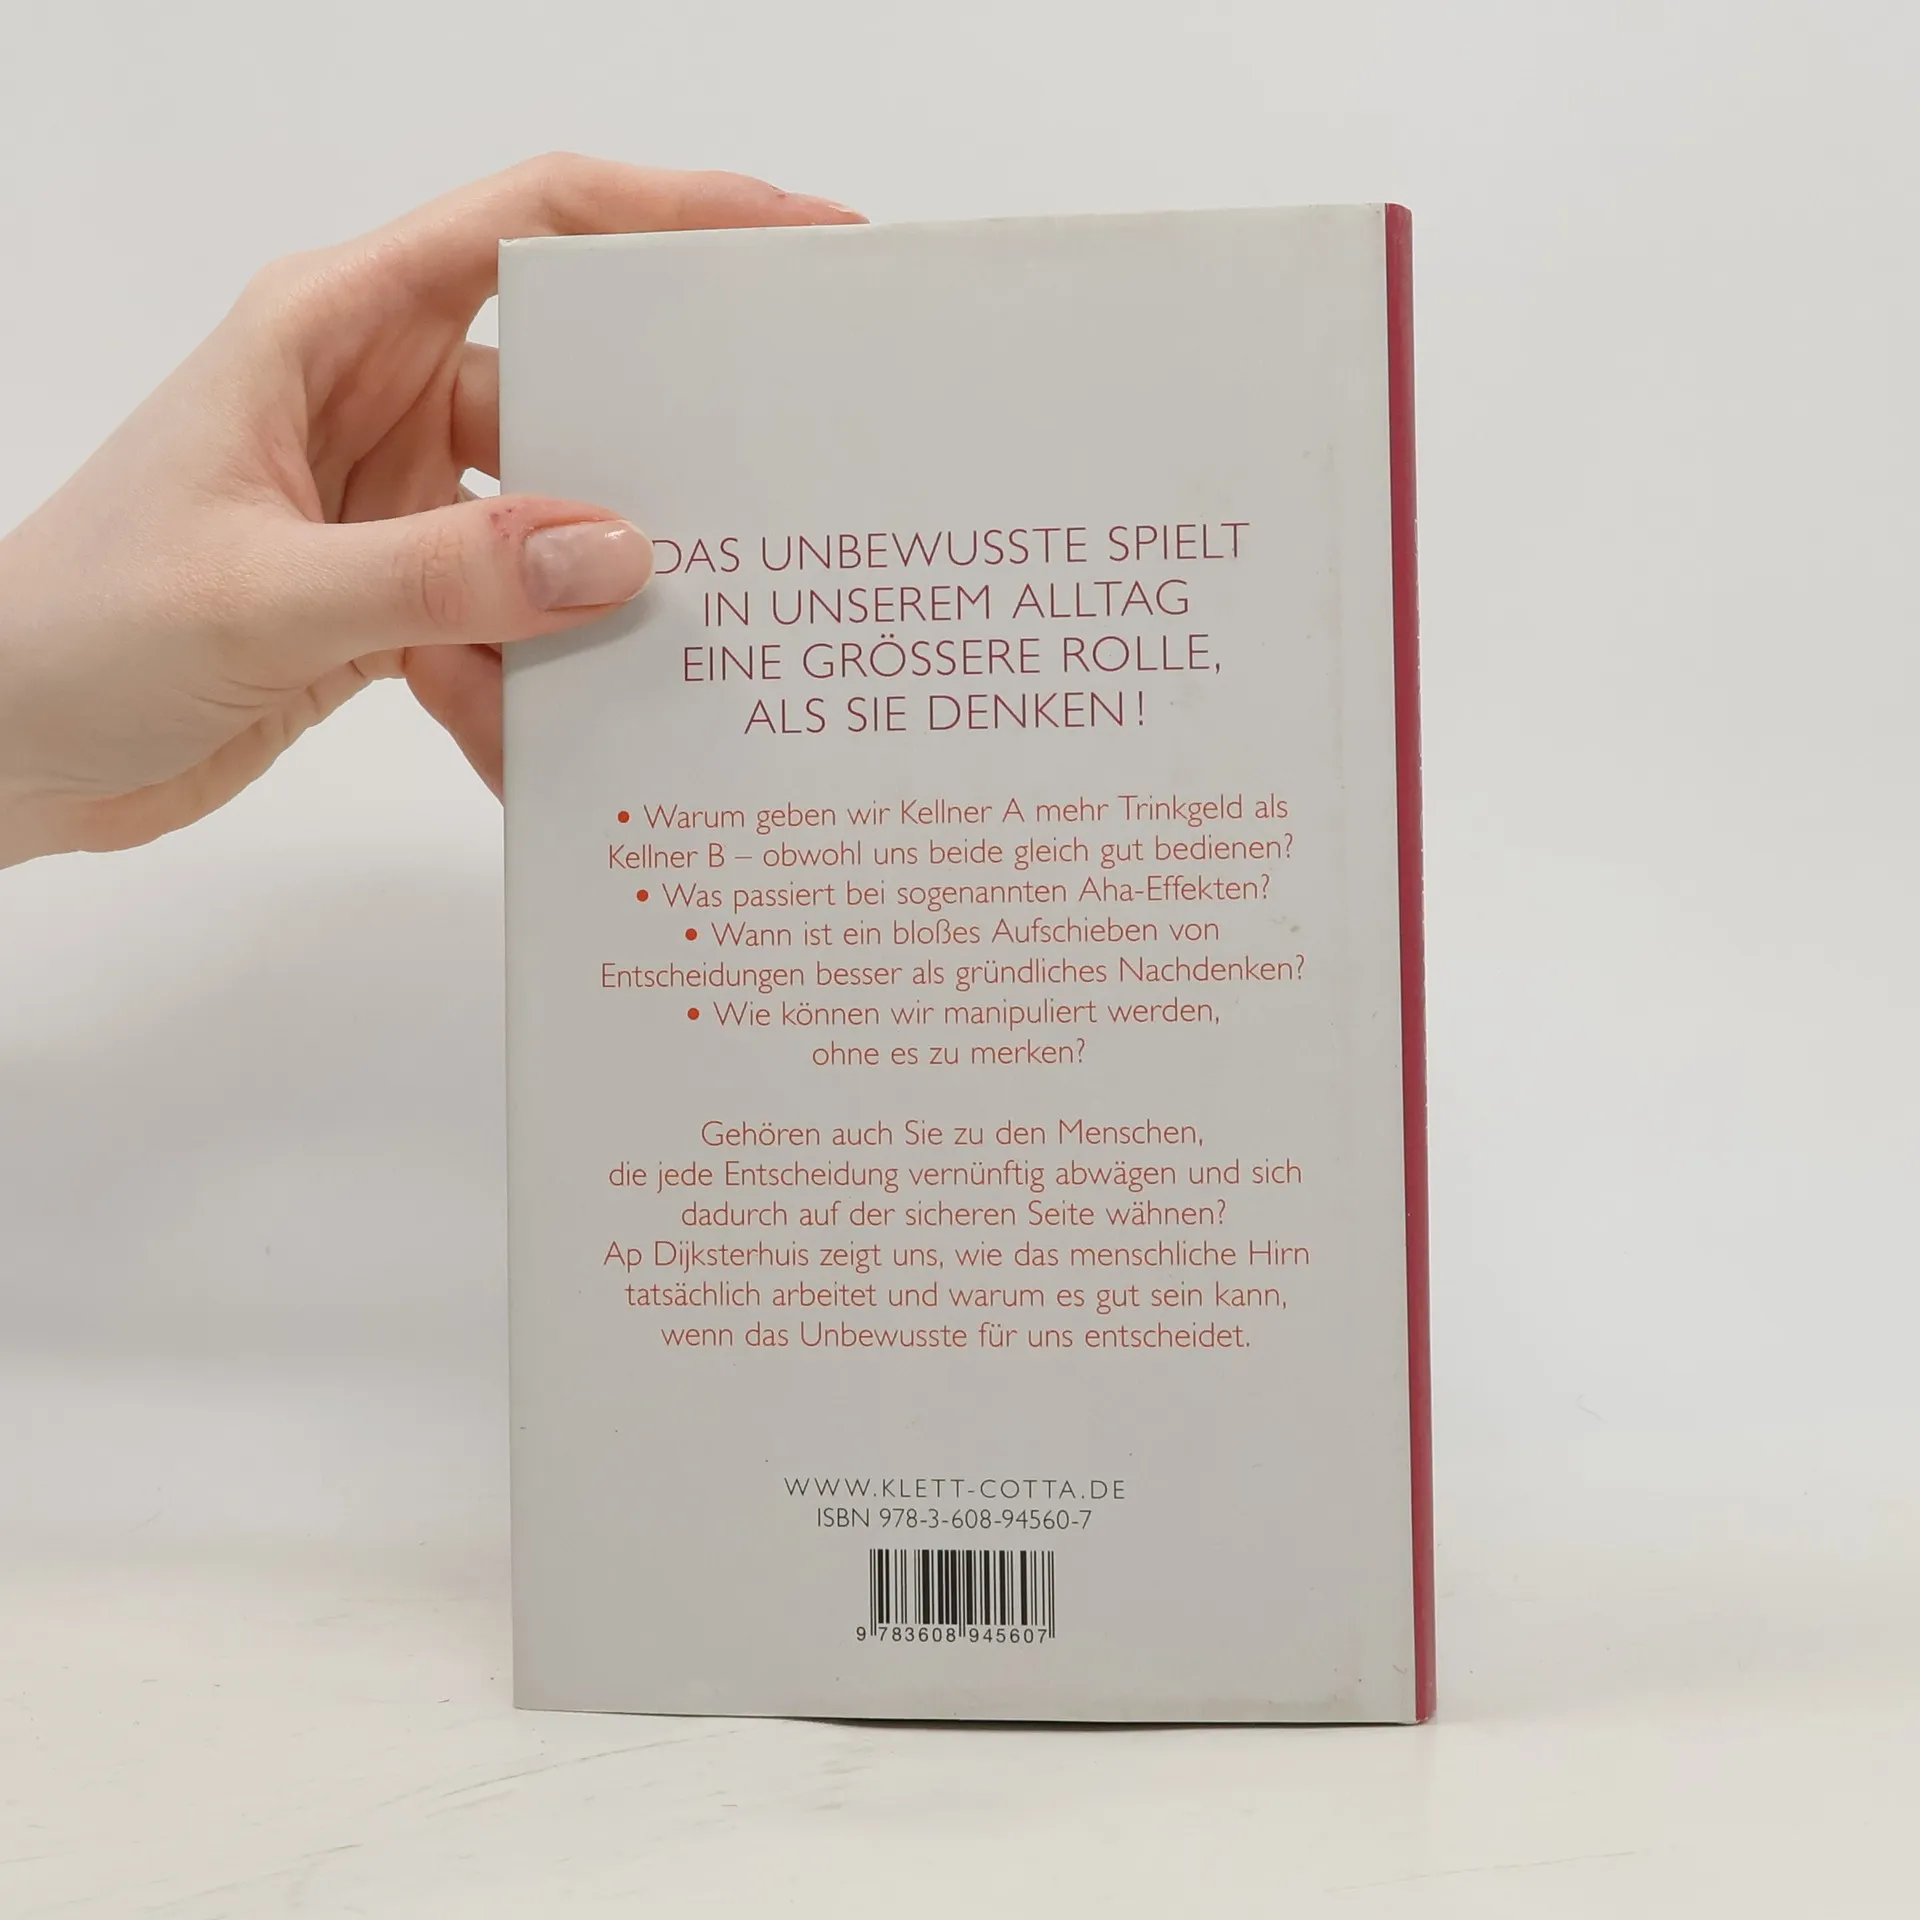 DAS UNBEWUSSTE SPIELT
IN UNSEREM ALLTAG
EINE GRÖSSERE ROLLE,
ALS SIE DENKEN!
• Warum geben wir Kellner A mehr Trinkgeld als
Kellner B – obwohl uns beide gleich gut bedienen?
• Was passiert bei sogenannten Aha-Effekten?
• Wann ist ein bloßes Aufschieben von
Entscheidungen besser als gründliches Nachdenken?
• Wie können wir manipuliert werden,
ohne es zu merken?
Gehören auch Sie zu den Menschen,
die jede Entscheidung vernünftig abwägen und sich
dadurch auf der sicheren Seite wähnen?
Ap Dijksterhuis zeigt uns, wie das menschliche Hirn
tatsächlich arbeitet und warum es gut sein kann,
wenn das Unbewusste für uns entscheidet.
WWW.KLETT-COTTA.DE
ISBN 978-3-608-94560-7
9 783608 945607